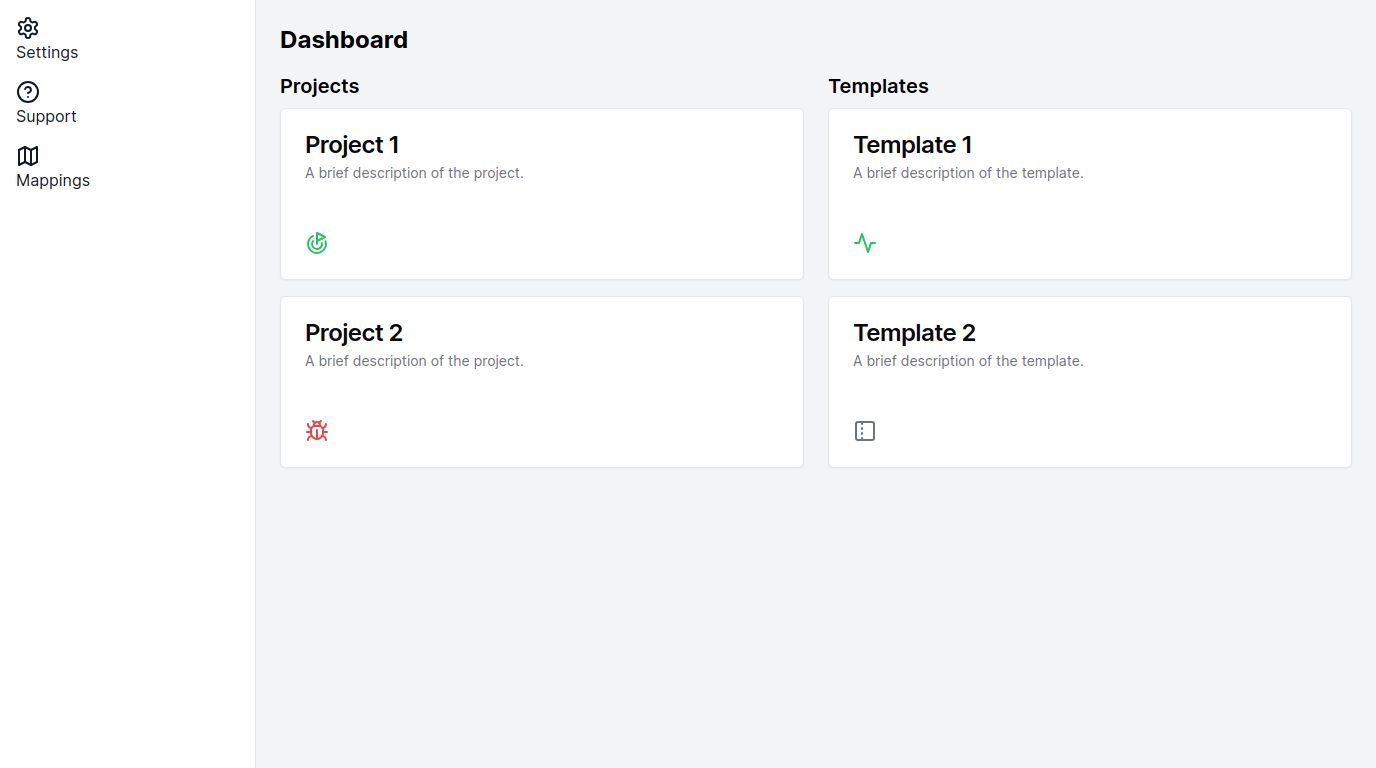 Settings
Support
Mappings
Dashboard
Projects
Project 1
A brief description of the project.
Project 2
A brief description of the project.
Templates
Template 1
A brief description of the template.
Template 2
A brief description of the template.